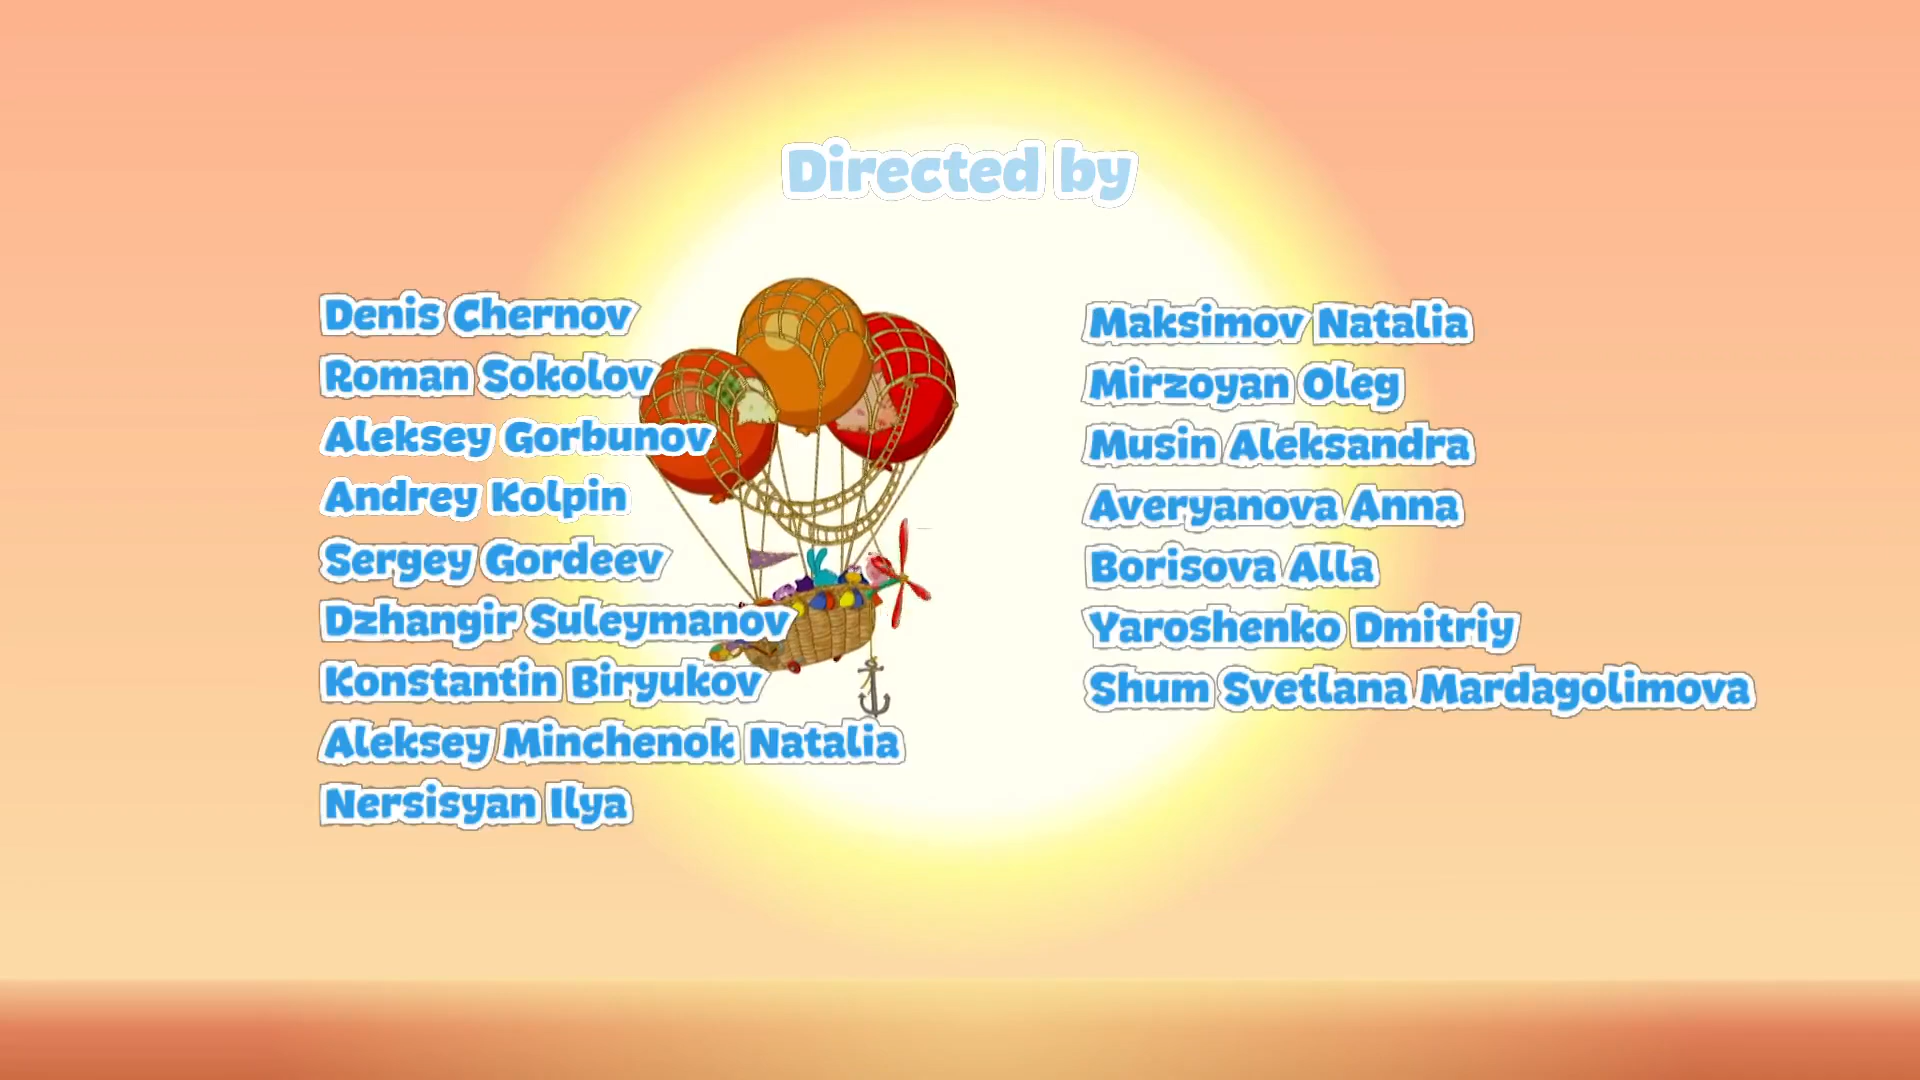 Directed by
Denis Chernov
Roman Sokolov
Aleksey Gorbunov
Andrey Kolpin
Sergey Gordeev
Dzhangir Suleymanov
Konstantin Biryukov
Aleksey Minchenok Natalia
Nersisyan Ilya
Maksimov Natalia
Mirzoyan Oleg
Musin Aleksandra
Averyanova Anna
Borisova Alla
Yaroshenko Dmitriy
Shum Svetlana Mardagolimova